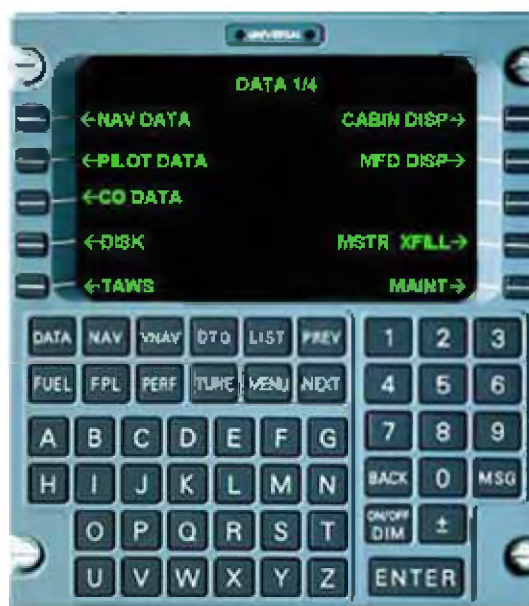 UNIVERSAL
DATA 1/4
←NAV DATA CABIN DISP→
←PILOT DATA MFD DISP→
←CO DATA
←DISK MSTR XFILL→
←TAWS MAINT→
DATA NAV VNAV DTO LIST PREV
FUEL FPL PERF TUNE MENU NEXT
A B C D E F G
H I J K L M N
O P Q R S T
U V W X Y Z
1 2 3
4 5 6
7 8 9
BACK 0 MSG
ON/OFF
DIM ±
ENTER